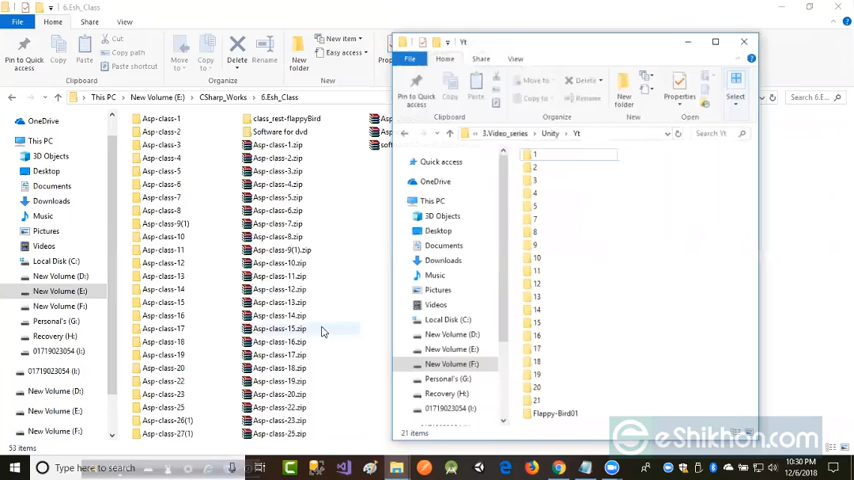 6.Esh_Class
File Home Share View
Pin to Quick access
Copy
Paste
Cut
Copy path
Paste shortcut
Clipboard
Delete
Rename
Organize
New folder
New item
Easy access
This PC > New Volume (E:) > CSharp_Works > 6.Esh_Class
Search 6.E...
OneDrive
This PC
3D Objects
Desktop
Documents
Downloads
Music
Pictures
Videos
Local Disk (C:)
New Volume (D:)
New Volume (E:)
New Volume (F:)
Personal's (G:)
Recovery (H:)
01719023054 (I:)
01719023054 (I:)
New Volume (D:)
New Volume (E:)
New Volume (F:)
Asp-class-1
Asp-class-2
Asp-class-3
Asp-class-4
Asp-class-5
Asp-class-6
Asp-class-7
Asp-class-8
Asp-class-9(1)
Asp-class-10
Asp-class-11
Asp-class-12
Asp-class-13
Asp-class-14
Asp-class-15
Asp-class-16
Asp-class-17
Asp-class-18
Asp-class-19
Asp-class-20
Asp-class-22
Asp-class-23
Asp-class-25
Asp-class-26(1)
Asp-class-27(1)
class_rest-flappyBird
Software for dvd
Asp-class-1.zip
Asp-class-2.zip
Asp-class-3.zip
Asp-class-4.zip
Asp-class-5.zip
Asp-class-6.zip
Asp-class-7.zip
Asp-class-8.zip
Asp-class-9(1).zip
Asp-class-10.zip
Asp-class-11.zip
Asp-class-12.zip
Asp-class-13.zip
Asp-class-14.zip
Asp-class-15.zip
Asp-class-16.zip
Asp-class-17.zip
Asp-class-18.zip
Asp-class-19.zip
Asp-class-20.zip
Asp-class-22.zip
Asp-class-23.zip
Asp-class-25.zip
53 items
Yt
File Home Share View
Pin to Quick access
Copy
Paste
Clipboard
Move to
Copy to
Delete
Organize
New folder
New
Properties
Open
Select
3.Video_series > Unity > Yt
Search Yt
Quick access
OneDrive
This PC
3D Objects
Desktop
Documents
Downloads
Music
Pictures
Videos
Local Disk (C:)
New Volume (D:)
New Volume (E:)
New Volume (F:)
Personal's (G:)
Recovery (H:)
01719023054 (I:)
1
2
3
4
5
7
8
9
10
11
12
13
14
15
16
17
18
19
20
21
Flappy-Bird01
21 items
eShikhon.com
Type here to search
10:30 PM
12/6/2018